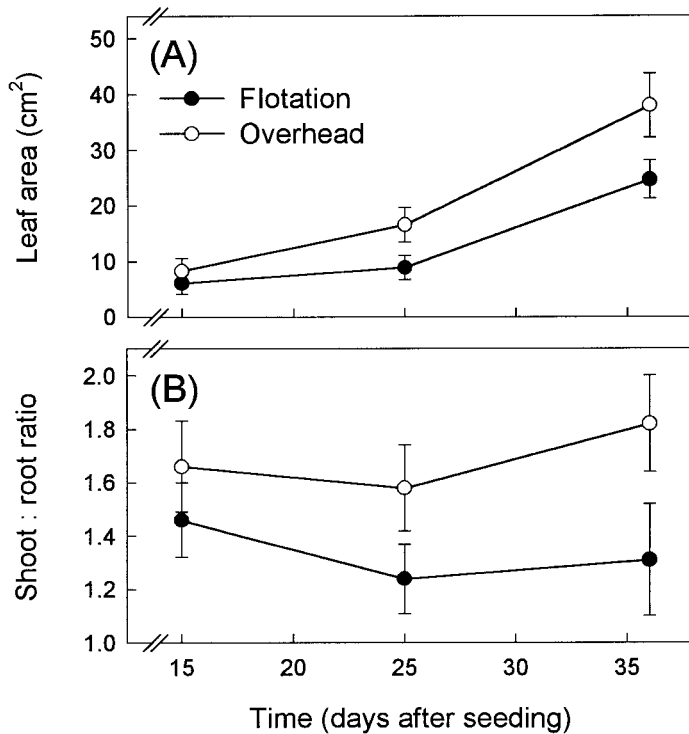 (A)
Flotation
Overhead
Leaf area (cm²)
50
40
30
20
10
0
(B)
Shoot : root ratio
2.0
1.8
1.6
1.4
1.2
1.0
15 20 25 30 35
Time (days after seeding)